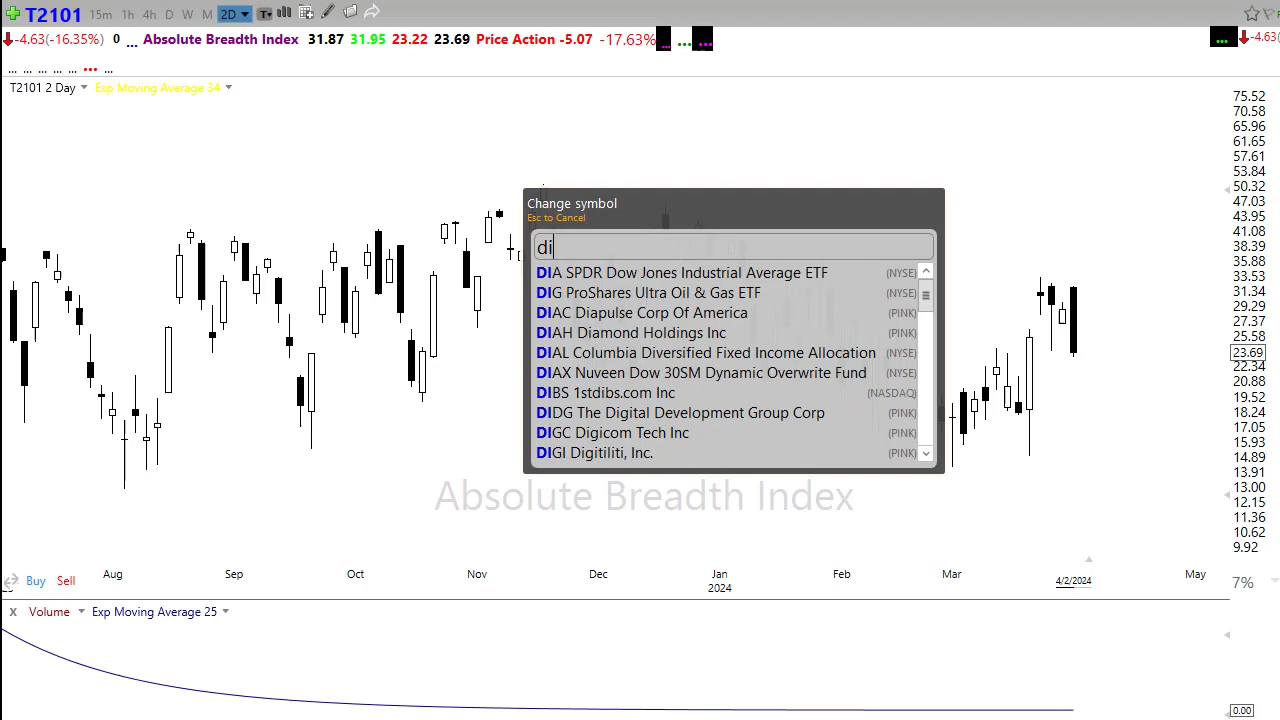 T2101 15m 1h 4h D W M 2D T
-4.63(-16.35%) 0 ... Absolute Breadth Index 31.87 31.95 23.22 23.69 Price Action -5.07 -17.63% ... ... ... ... -4.63(
... ... ... ... ... ... ...
T2101 2 Day Exp Moving Average 34
75.52
70.58
65.96
61.65
57.61
53.84
50.32
47.03
43.95
41.08
38.39
35.88
33.53
31.34
29.29
27.37
25.58
23.69
22.34
20.88
19.52
18.24
17.05
15.93
14.89
13.91
13.00
12.15
11.36
10.62
9.92
Change symbol
Esc to Cancel
di
DIA SPDR Dow Jones Industrial Average ETF (NYSE)
DIG ProShares Ultra Oil & Gas ETF (NYSE)
DIAC Diapulse Corp Of America (PINK)
DIAH Diamond Holdings Inc (PINK)
DIAL Columbia Diversified Fixed Income Allocation (NYSE)
DIAX Nuveen Dow 30SM Dynamic Overwrite Fund (NYSE)
DIBS 1stdibs.com Inc (NASDAQ)
DIDG The Digital Development Group Corp (PINK)
DIGC Digicom Tech Inc (PINK)
DIGI Digitiliti, Inc. (PINK)
Absolute Breadth Index
Buy Sell
Aug Sep Oct Nov Dec Jan Feb Mar 4/2/2024 May
2024
7%
x Volume Exp Moving Average 25
0.00